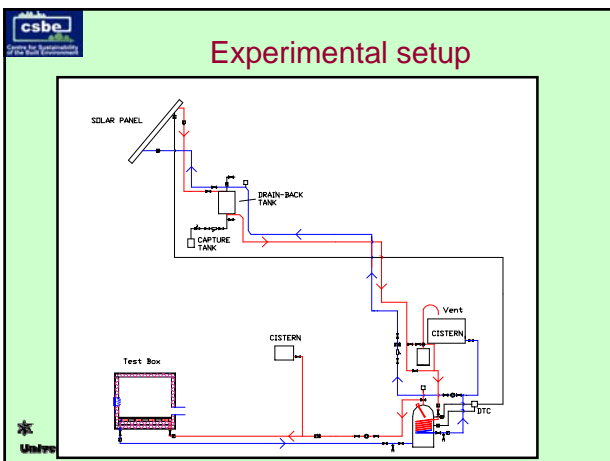 csbe
Centre for Sustainability
of the Built Environment
Experimental setup
SOLAR PANEL
DRAIN-BACK
TANK
CAPTURE
TANK
Vent
CISTERN
CISTERN
Test Box
DTC